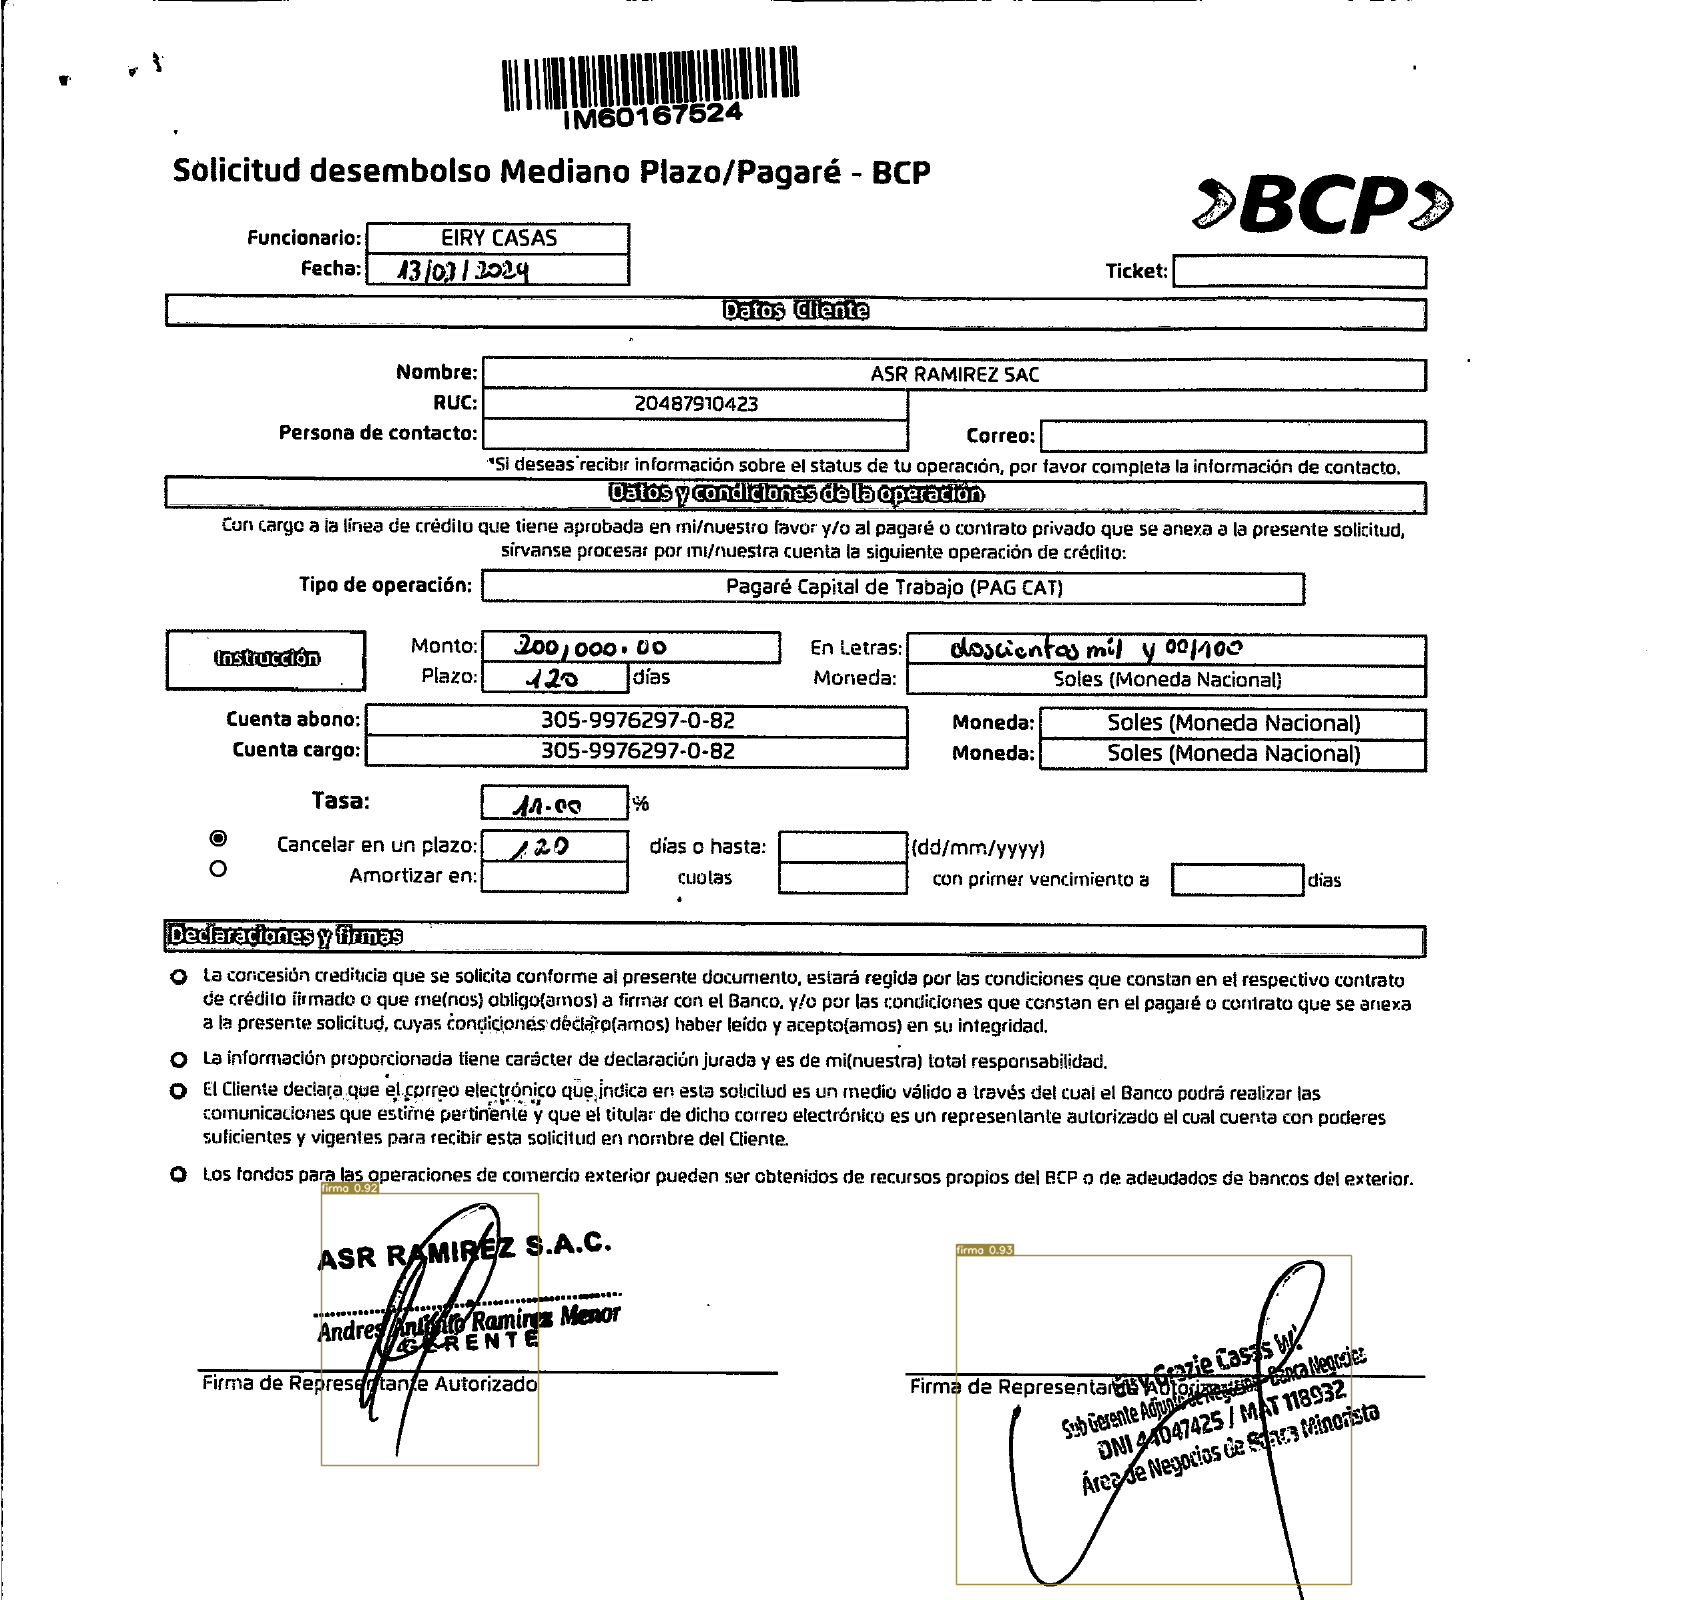 IM60167524
Solicitud desembolso Mediano Plazo/Pagaré - BCP
BCP
Funcionario: EIRY CASAS
Fecha: 13/03/2024
Ticket:
Datos Cliente
Nombre: ASR RAMIREZ SAC
RUC: 20487910423
Persona de contacto: Correo:
*Si deseas recibir información sobre el status de tu operación, por favor completa la información de contacto.
Datos y condiciones de la operación
Con cargo a la línea de crédito que tiene aprobada en mi/nuestro favor y/o al pagaré o contrato privado que se anexa a la presente solicitud,
sírvanse procesar por mi/nuestra cuenta la siguiente operación de crédito:
Tipo de operación: Pagaré Capital de Trabajo (PAG CAT)
Instrucción
Monto: 200,000.00 En Letras: doscientos mil y 00/100
Plazo: 120 días Moneda: Soles (Moneda Nacional)
Cuenta abono: 305-9976297-0-82 Moneda: Soles (Moneda Nacional)
Cuenta cargo: 305-9976297-0-82 Moneda: Soles (Moneda Nacional)
Tasa: 11.00 %
Cancelar en un plazo: 120 días o hasta: (dd/mm/yyyy)
Amortizar en: cuotas con primer vencimiento a días
Declaraciones y firmas
La concesión crediticia que se solicita conforme al presente documento, estará regida por las condiciones que constan en el respectivo contrato
de crédito firmado o que me(nos) obligo(amos) a firmar con el Banco, y/o por las condiciones que constan en el pagaré o contrato que se anexa
a la presente solicitud, cuyas condiciones declaro(amos) haber leído y acepto(amos) en su integridad.
La información proporcionada tiene carácter de declaración jurada y es de mi(nuestra) total responsabilidad.
El Cliente declara que el correo electrónico que indica en esta solicitud es un medio válido a través del cual el Banco podrá realizar las
comunicaciones que estime pertinente y que el titular de dicho correo electrónico es un representante autorizado el cual cuenta con poderes
suficientes y vigentes para recibir esta solicitud en nombre del Cliente.
Los fondos para las operaciones de comercio exterior pueden ser obtenidos de recursos propios del BCP o de adeudados de bancos del exterior.
firma 0.92
ASR RAMIREZ S.A.C.
Andres Antonio Ramirez Menor
GERENTE
Firma de Representante Autorizado
firma 0.93
Firma de Representante Autorizado
Grazie Casas W.
Sub Gerente Adjunto de Negocios - Banca Negocios
DNI 44047425 / MAT 118932
Área de Negocios de Banca Minorista